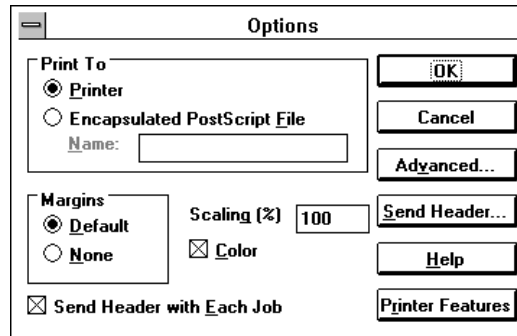 Options
Print To
Printer
Encapsulated PostScript File
Name:
OK
Cancel
Advanced...
Margins
Default
None
Scaling (%) 100
Color
Send Header...
Help
Send Header with Each Job
Printer Features